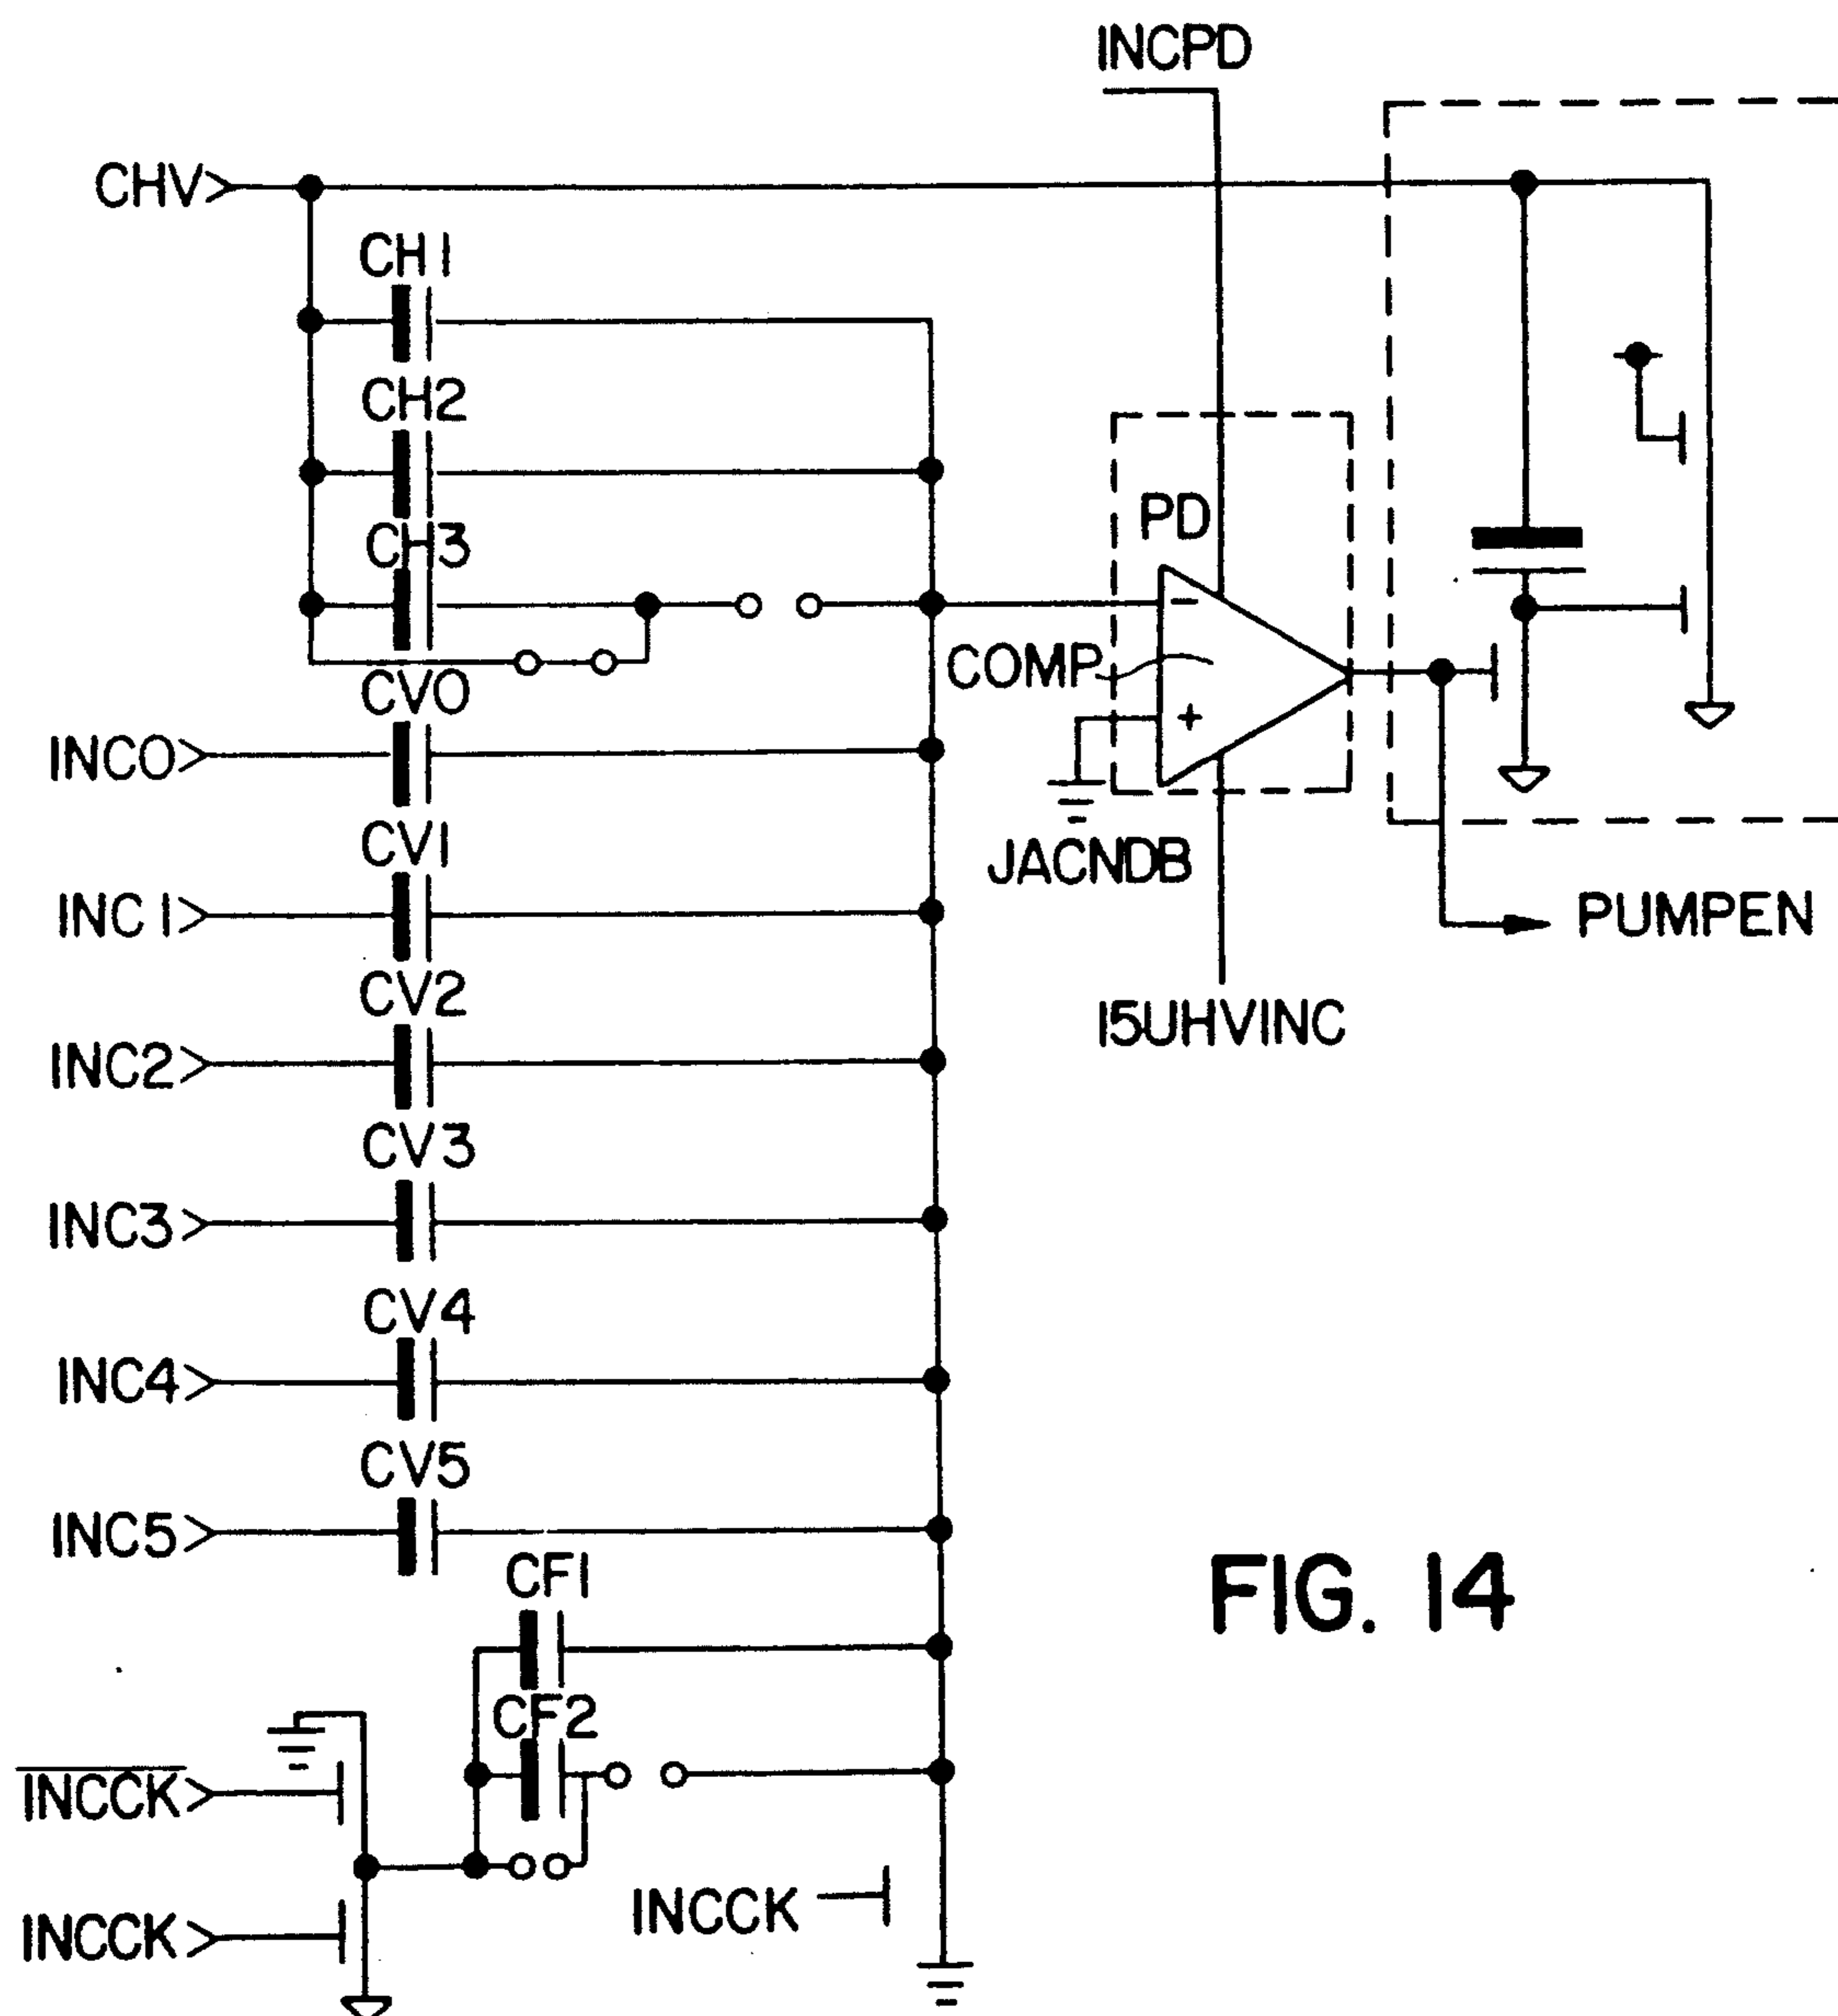 INCPD
CHV
CH1
CH2
CH3
PD
COMP
CV0
INC0
CV1
JACNDB
INC1
PUMPEN
CV2
I5UHVINC
INC2
CV3
INC3
CV4
INC4
CV5
INC5
CF1
FIG. 14
CF2
INCCK
INCCK
INCCK